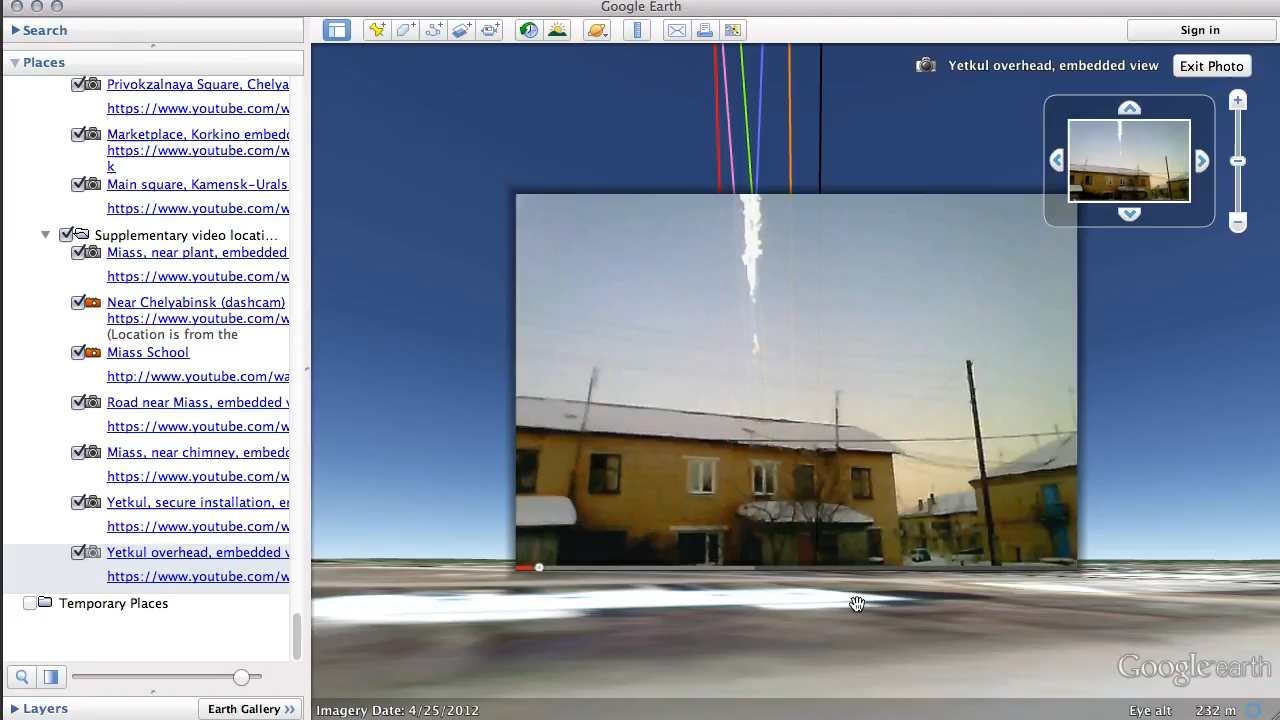 Google Earth
Search
Sign in
Places
Yetkul overhead, embedded view
Exit Photo
Privokzalnaya Square, Chelya
https://www.youtube.com/w
Marketplace, Korkino embed
https://www.youtube.com/w
k
Main square, Kamensk-Urals
https://www.youtube.com/w
Supplementary video locati...
Miass, near plant, embedded
https://www.youtube.com/w
Near Chelyabinsk (dashcam)
https://www.youtube.com/w
(Location is from the
Miass School
http://www.youtube.com/wa
Road near Miass, embedded v
https://www.youtube.com/w
Miass, near chimney, embed
https://www.youtube.com/w
Yetkul, secure installation, e
https://www.youtube.com/w
Yetkul overhead, embedded v
https://www.youtube.com/w
Temporary Places
Google earth
Layers
Earth Gallery >>
Imagery Date: 4/25/2012
Eye alt 232 m